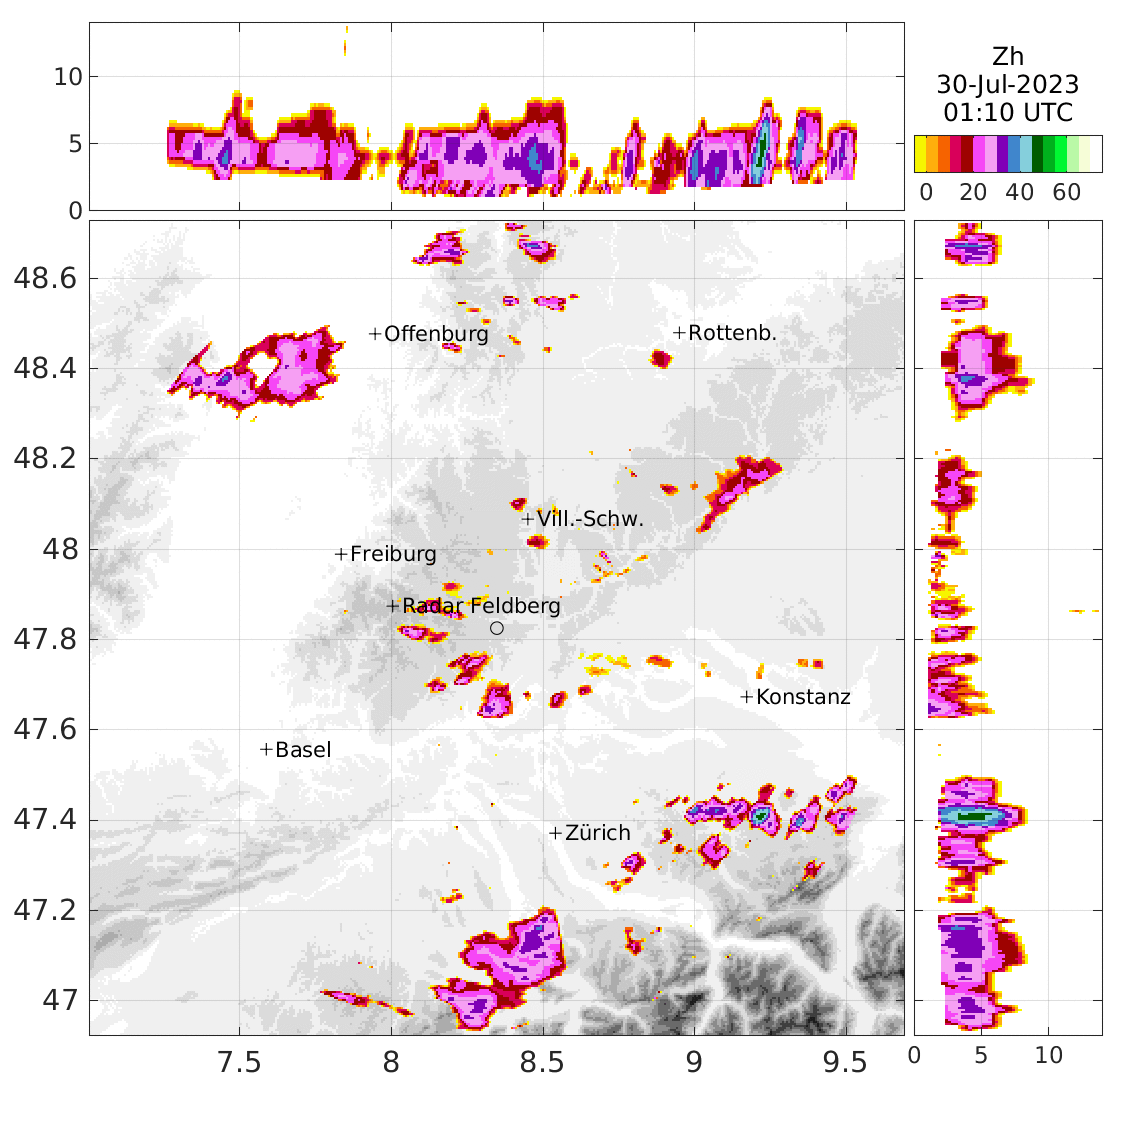 10
5
0
Zh
30-Jul-2023
01:10 UTC
0 20 40 60
48.6
48.4
48.2
48
47.8
47.6
47.4
47.2
47
+Offenburg
+Rottenb.
+Vill.-Schw.
+Freiburg
+Radar Feldberg
+Konstanz
+Basel
+Zürich
7.5 8 8.5 9 9.5
0 5 10